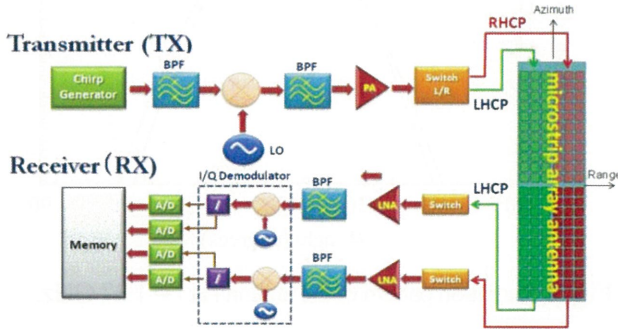 Transmitter (TX)
RHCP
Azimuth
BPF
BPF
Chirp
Generator
PA
Switch
L/R
LHCP
LO
microstrip array antenna
Range
Receiver (RX)
I/Q Demodulator
BPF
LHCP
A/D
I
LNA
Switch
A/D
Memory
A/D
BPF
A/D
I
LNA
Switch